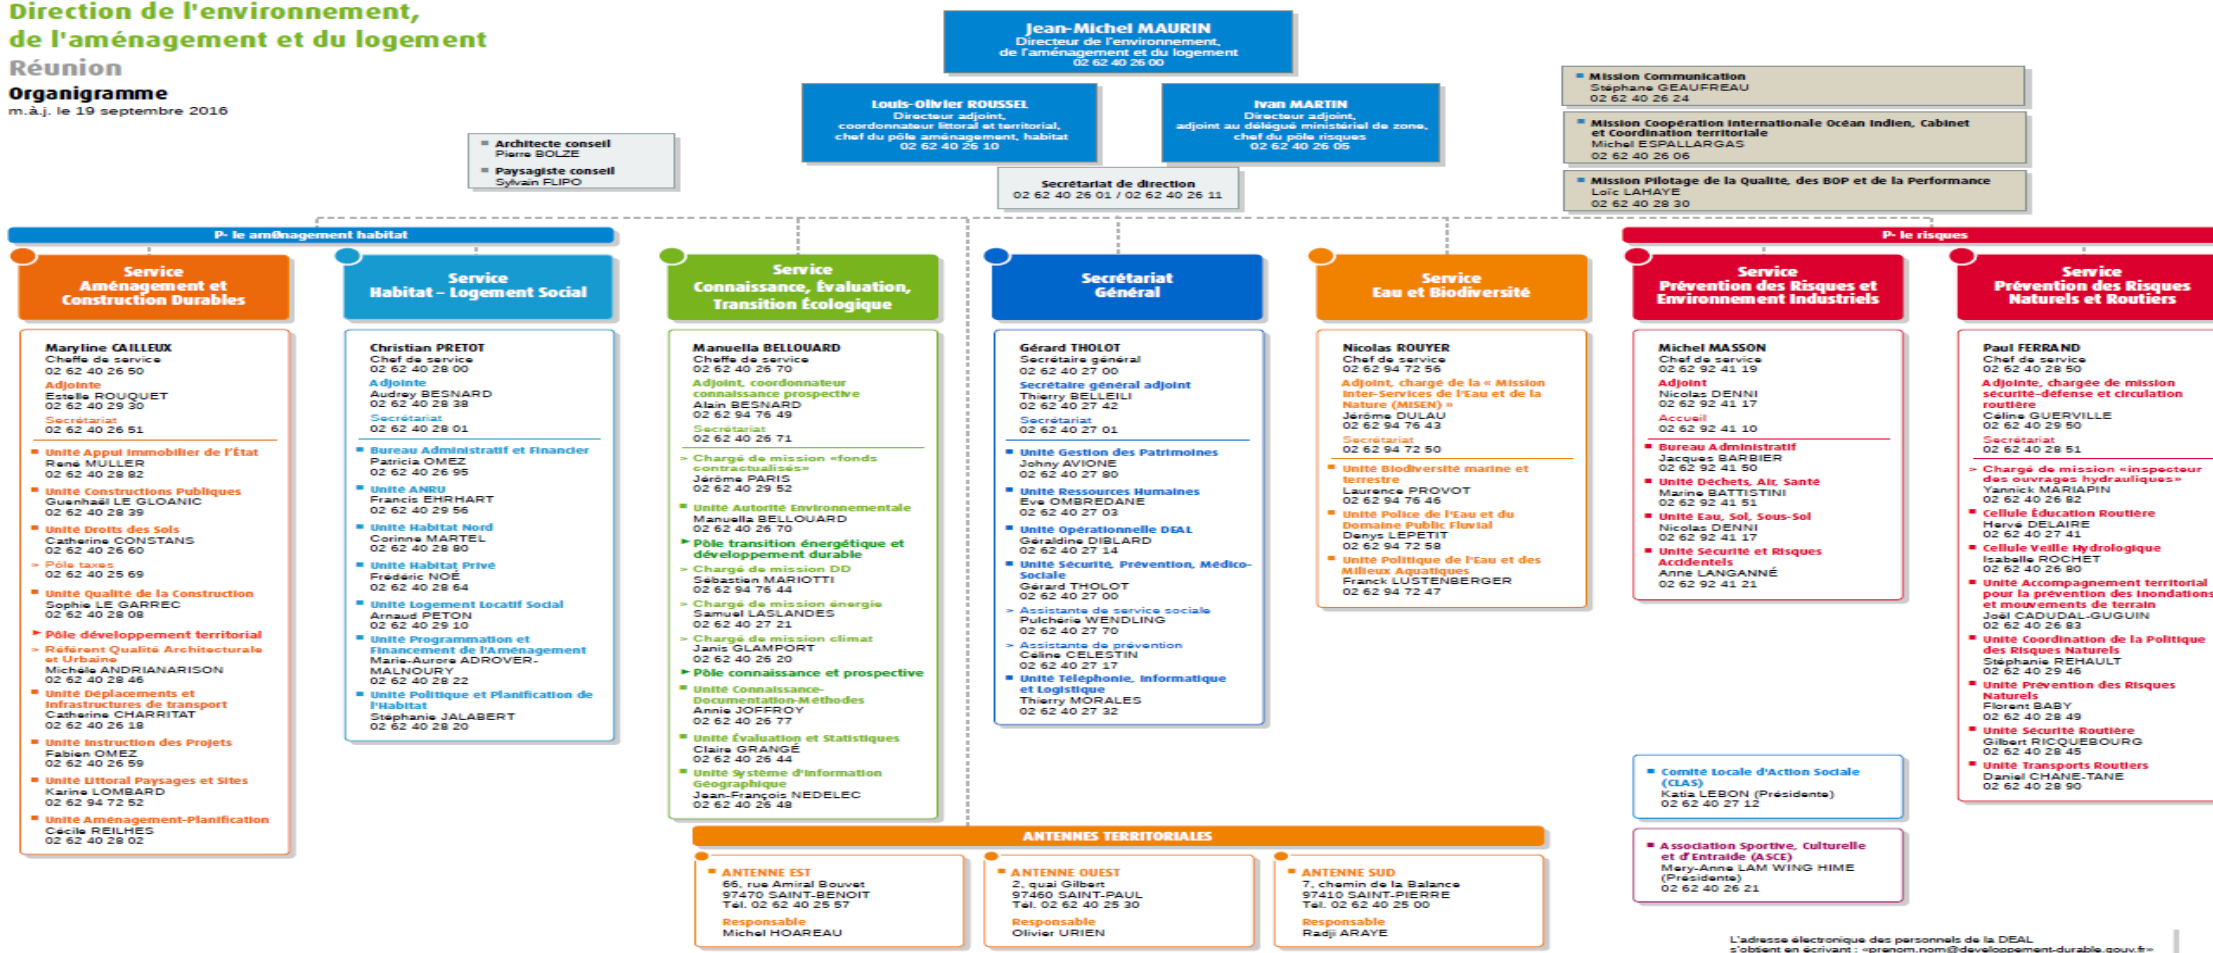 Direction de l'environnement,
de l'aménagement et du logement
Réunion
Organigramme
m.à.j. le 19 septembre 2016
Jean-Michel MAURIN
Directeur de l'environnement,
de l'aménagement et du logement
02 62 40 26 00
Louis-Olivier ROUSSEL
Directeur adjoint,
coordonnateur littoral et territorial,
chef du pôle aménagement, habitat
02 62 40 26 10
Ivan MARTIN
Directeur adjoint,
adjoint au délégué ministériel de zone,
chef du pôle risques
02 62 40 26 05
Secrétariat de direction
02 62 40 26 01 / 02 62 40 26 11
Architecte conseil
Pierre BOLZE
Paysagiste conseil
Sylvain FLIPO
Mission Communication
Stéphane GEAUFREAU
02 62 40 26 24
Mission Coopération Internationale Océan Indien, Cabinet
et Coordination territoriale
Michel ESPALLARGAS
02 62 40 26 06
Mission Pilotage de la Qualité, des BOP et de la Performance
Loïc LAHAYE
02 62 40 28 30
P- le am0nagement habitat
P- le risques
Service
Aménagement et
Construction Durables
Maryline CAILLEUX
Cheffe de service
02 62 40 26 50
Adjointe
Estelle ROUQUET
02 62 40 29 30
Secrétariat
02 62 40 26 51
Unité Appui Immobilier de l'État
René MULLER
02 62 40 28 82
Unité Constructions Publiques
Guenhaël LE GLOANIC
02 62 40 28 39
Unité Droits des Sols
Catherine CONSTANS
02 62 40 26 60
> Pôle taxes
02 62 40 25 69
Unité Qualité de la Construction
Sophie LE GARREC
02 62 40 28 08
Pôle développement territorial
> Référent Qualité Architecturale
et Urbaine
Michèle ANDRIANARISON
02 62 40 28 46
Unité Déplacements et
Infrastructures de transport
Catherine CHARRITAT
02 62 40 26 18
Unité Instruction des Projets
Fabien OMEZ
02 62 40 26 59
Unité Littoral Paysages et Sites
Karine LOMBARD
02 62 94 72 52
Unité Aménagement-Planification
Cécile REILHES
02 62 40 28 02
Service
Habitat – Logement Social
Christian PRETOT
Chef de service
02 62 40 28 00
Adjointe
Audrey BESNARD
02 62 40 28 38
Secrétariat
02 62 40 28 01
Bureau Administratif et Financier
Patricia OMEZ
02 62 40 26 95
Unité ANRU
Francis EHRHART
02 62 40 29 56
Unité Habitat Nord
Corinne MARTEL
02 62 40 28 80
Unité Habitat Privé
Frédéric NOÉ
02 62 40 28 64
Unité Logement Locatif Social
Arnaud PETON
02 62 40 29 10
Unité Programmation et
Financement de l'Aménagement
Marie-Aurore ADROVER-
MALNOURY
02 62 40 28 22
Unité Politique et Planification de
l'Habitat
Stéphanie JALABERT
02 62 40 28 20
Service
Connaissance, Évaluation,
Transition Écologique
Manuella BELLOUARD
Cheffe de service
02 62 40 26 70
Adjoint, coordonnateur
connaissance prospective
Alain BESNARD
02 62 94 76 49
Secrétariat
02 62 40 26 71
> Chargé de mission «fonds
contractualisés»
Jérôme PARIS
02 62 40 29 52
Unité Autorité Environnementale
Manuella BELLOUARD
02 62 40 26 70
Pôle transition énergétique et
développement durable
> Chargé de mission DD
Sébastien MARIOTTI
02 62 94 76 44
> Chargé de mission énergie
Samuel LASLANDES
02 62 40 27 21
> Chargé de mission climat
Janis GLAMPORT
02 62 40 26 20
Pôle connaissance et prospective
Unité Connaissance-
Documentation-Méthodes
Annie JOFFROY
02 62 40 26 77
Unité Évaluation et Statistiques
Claire GRANGÉ
02 62 40 26 44
Unité Système d'Information
Géographique
Jean-François NEDELEC
02 62 40 26 48
Secrétariat
Général
Gérard THOLOT
Secrétaire général
02 62 40 27 00
Secrétaire général adjoint
Thierry BELLEILI
02 62 40 27 42
Secrétariat
02 62 40 27 01
Unité Gestion des Patrimoines
Johny AVIONE
02 62 40 27 80
Unité Ressources Humaines
Eve OMBREDANE
02 62 40 27 03
Unité Opérationnelle DEAL
Géraldine DIBLARD
02 62 40 27 14
Unité Sécurité, Prévention, Médico-
Sociale
Gérard THOLOT
02 62 40 27 00
> Assistante de service sociale
Pulchérie WENDLING
02 62 40 27 70
> Assistante de prévention
Céline CELESTIN
02 62 40 27 17
Unité Téléphonie, Informatique
et Logistique
Thierry MORALES
02 62 40 27 32
Service
Eau et Biodiversité
Nicolas ROUYER
Chef de service
02 62 94 72 56
Adjoint, chargé de la « Mission
Inter-Services de l'Eau et de la
Nature (MISEN) »
Jérôme DULAU
02 62 94 76 43
Secrétariat
02 62 94 72 50
Unité Biodiversité marine et
terrestre
Laurence PROVOT
02 62 94 76 46
Unité Police de l'Eau et du
Domaine Public Fluvial
Denys LEPETIT
02 62 94 72 58
Unité Politique de l'Eau et des
Milieux Aquatiques
Franck LUSTENBERGER
02 62 94 72 47
Service
Prévention des Risques et
Environnement Industriels
Michel MASSON
Chef de service
02 62 92 41 19
Adjoint
Nicolas DENNI
02 62 92 41 17
Accueil
02 62 92 41 10
Bureau Administratif
Jacques BARBIER
02 62 92 41 50
Unité Déchets, Air, Santé
Marine BATTISTINI
02 62 92 41 51
Unité Eau, Sol, Sous-Sol
Nicolas DENNI
02 62 92 41 17
Unité Sécurité et Risques
Accidentels
Anne LANGANNÉ
02 62 92 41 21
Service
Prévention des Risques
Naturels et Routiers
Paul FERRAND
Chef de service
02 62 40 28 50
Adjointe, chargée de mission
sécurité-défense et circulation
routière
Céline GUERVILLE
02 62 40 29 50
Secrétariat
02 62 40 28 51
> Chargé de mission «inspecteur
des ouvrages hydrauliques»
Yannick MARIAPIN
02 62 40 26 82
Cellule Éducation Routière
Hervé DELAIRE
02 62 40 27 41
Cellule Veille Hydrologique
Isabelle ROCHET
02 62 40 26 80
Unité Accompagnement territorial
pour la prévention des Inondations
et mouvements de terrain
Joël CADUDAL-GUGUIN
02 62 40 26 83
Unité Coordination de la Politique
des Risques Naturels
Stéphanie REHAULT
02 62 40 29 46
Unité Prévention des Risques
Naturels
Florent BABY
02 62 40 28 49
Unité Sécurité Routière
Gilbert RICQUEBOURG
02 62 40 28 45
Unité Transports Routiers
Daniel CHANE-TANE
02 62 40 28 90
Comité Locale d'Action Sociale
(CLAS)
Katia LEBON (Présidente)
02 62 40 27 12
Association Sportive, Culturelle
et d'Entraide (ASCE)
Mery-Anne LAM WING HIME
(Présidente)
02 62 40 26 21
ANTENNES TERRITORIALES
ANTENNE EST
66, rue Amiral Bouvet
97470 SAINT-BENOIT
Tél. 02 62 40 25 57
Responsable
Michel HOAREAU
ANTENNE OUEST
2, quai Gilbert
97460 SAINT-PAUL
Tél. 02 62 40 25 30
Responsable
Olivier URIEN
ANTENNE SUD
7, chemin de la Balance
97410 SAINT-PIERRE
Tél. 02 62 40 25 00
Responsable
Radji ARAYE
L'adresse électronique des personnels de la DEAL
s'obtient en écrivant : «prenom.nom@developpement-durable.gouv.fr»